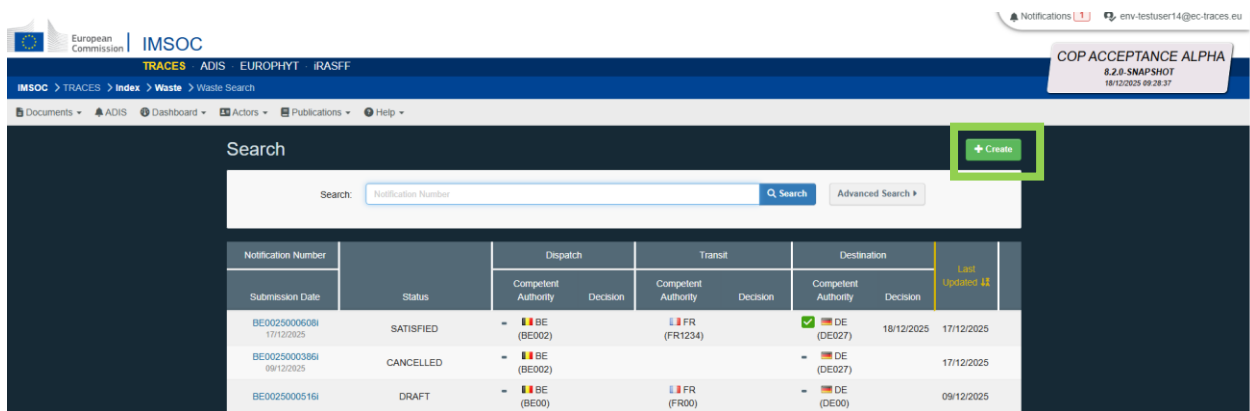 Notifications 1 env-testuser14@ec-traces.eu
European
Commission
IMSOC
COP ACCEPTANCE ALPHA
8.2.0-SNAPSHOT
18/12/2025 09:28:37
TRACES · ADIS · EUROPHYT · iRASFF
IMSOC > TRACES > Index > Waste > Waste Search
Documents ADIS Dashboard Actors Publications Help
Search
+ Create
Search: Notification Number Search Advanced Search
Notification Number Dispatch Transit Destination
Last
Updated
Submission Date Status Competent Authority Decision Competent Authority Decision Competent Authority Decision
BE0025000608i SATISFIED - BE FR DE 18/12/2025 17/12/2025
17/12/2025 (BE002) (FR1234) (DE027)
BE0025000386i CANCELLED - BE - DE 17/12/2025
09/12/2025 (BE002) (DE027)
BE0025000516i DRAFT - BE FR - DE 09/12/2025
(BE00) (FR00) (DE00)